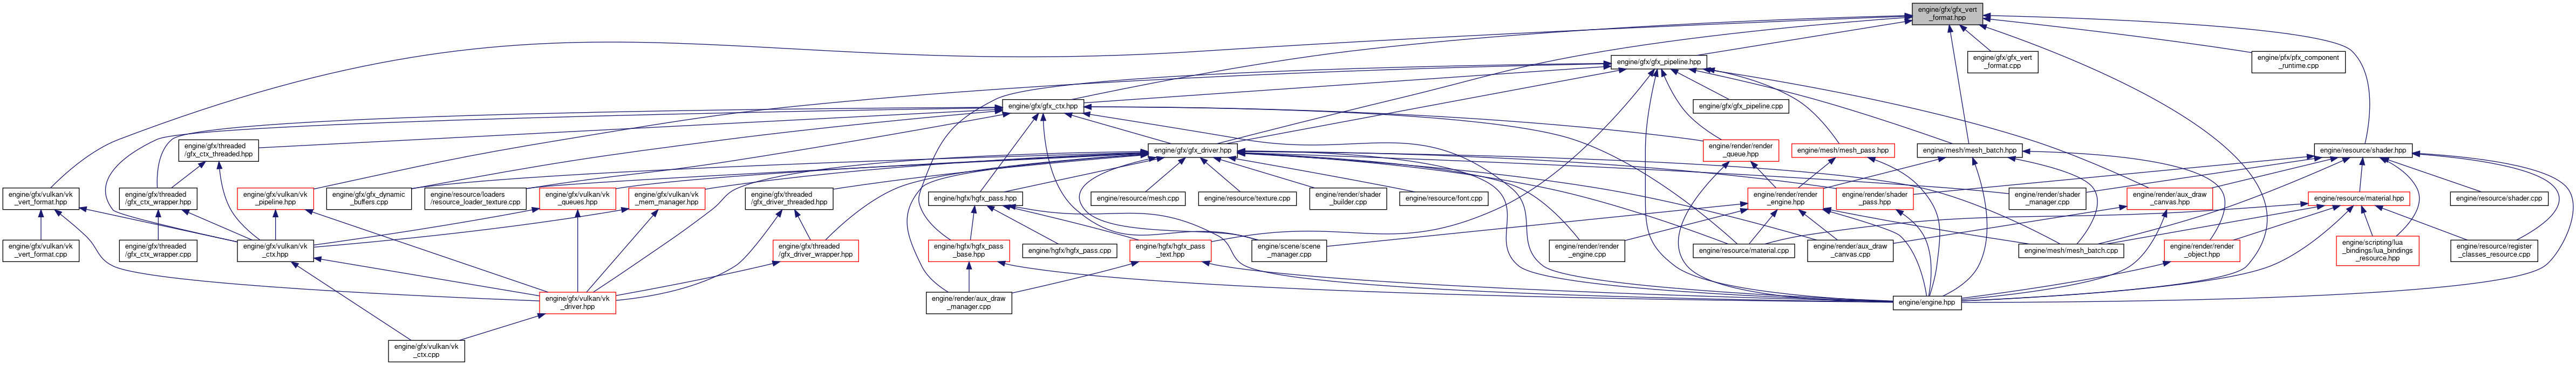 engine/gfx/gfx_vert
_format.hpp
engine/gfx/gfx_pipeline.hpp
engine/gfx/gfx_vert
_format.cpp
engine/pfx/pfx_component
_runtime.cpp
engine/gfx/gfx_ctx.hpp
engine/gfx/gfx_pipeline.cpp
engine/gfx/threaded
/gfx_ctx_threaded.hpp
engine/gfx/gfx_driver.hpp
engine/render/render
_queue.hpp
engine/mesh/mesh_pass.hpp
engine/mesh/mesh_batch.hpp
engine/resource/shader.hpp
engine/gfx/vulkan/vk
_vert_format.hpp
engine/gfx/threaded
/gfx_ctx_wrapper.hpp
engine/gfx/vulkan/vk
_pipeline.hpp
engine/gfx/gfx_dynamic
_buffers.cpp
engine/resource/loaders
/resource_loader_texture.cpp
engine/gfx/vulkan/vk
_queues.hpp
engine/gfx/vulkan/vk
_mem_manager.hpp
engine/gfx/threaded
/gfx_driver_threaded.hpp
engine/hgfx/hgfx_pass.hpp
engine/resource/mesh.cpp
engine/resource/texture.cpp
engine/render/shader
_builder.cpp
engine/resource/font.cpp
engine/render/render
_engine.hpp
engine/render/shader
_pass.hpp
engine/render/shader
_manager.cpp
engine/render/aux_draw
_canvas.hpp
engine/resource/material.hpp
engine/resource/shader.cpp
engine/gfx/vulkan/vk
_vert_format.cpp
engine/gfx/threaded
/gfx_ctx_wrapper.cpp
engine/gfx/vulkan/vk
_ctx.hpp
engine/gfx/threaded
/gfx_driver_wrapper.hpp
engine/hgfx/hgfx_pass
_base.hpp
engine/hgfx/hgfx_pass.cpp
engine/hgfx/hgfx_pass
_text.hpp
engine/scene/scene
_manager.cpp
engine/render/render
_engine.cpp
engine/resource/material.cpp
engine/render/aux_draw
_canvas.cpp
engine/mesh/mesh_batch.cpp
engine/render/render
_object.hpp
engine/scripting/lua
_bindings/lua_bindings
_resource.hpp
engine/resource/register
_classes_resource.cpp
engine/gfx/vulkan/vk
_driver.hpp
engine/render/aux_draw
_manager.cpp
engine/engine.hpp
engine/gfx/vulkan/vk
_ctx.cpp